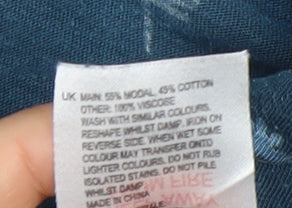 UK MAIN: 55% MODAL 45% COTTON
OTHER: 100% VISCOSE
WASH WITH SIMILAR COLOURS.
RESHAPE WHILST DAMP. IRON ON
REVERSE SIDE. WHEN WET SOME
COLOUR MAY TRANSFER ONTO
LIGHTER COLOURS. DO NOT RUB
ISOLATED STAINS. DO NOT PILE
WHILST DAMP
MADE IN CHINA